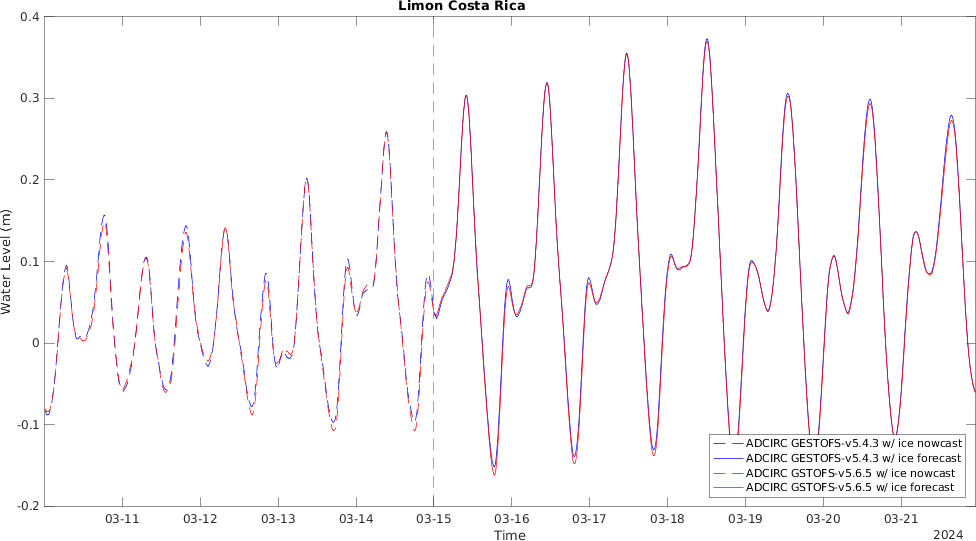 Limon Costa Rica
0.4
0.3
0.2
0.1
0
-0.1
-0.2
Water Level (m)
ADCIRC GESTOFS-v5.4.3 w/ ice nowcast
ADCIRC GESTOFS-v5.4.3 w/ ice forecast
ADCIRC GSTOFS-v5.6.5 w/ ice nowcast
ADCIRC GSTOFS-v5.6.5 w/ ice forecast
03-11 03-12 03-13 03-14 03-15 03-16 03-17 03-18 03-19 03-20 03-21
Time
2024